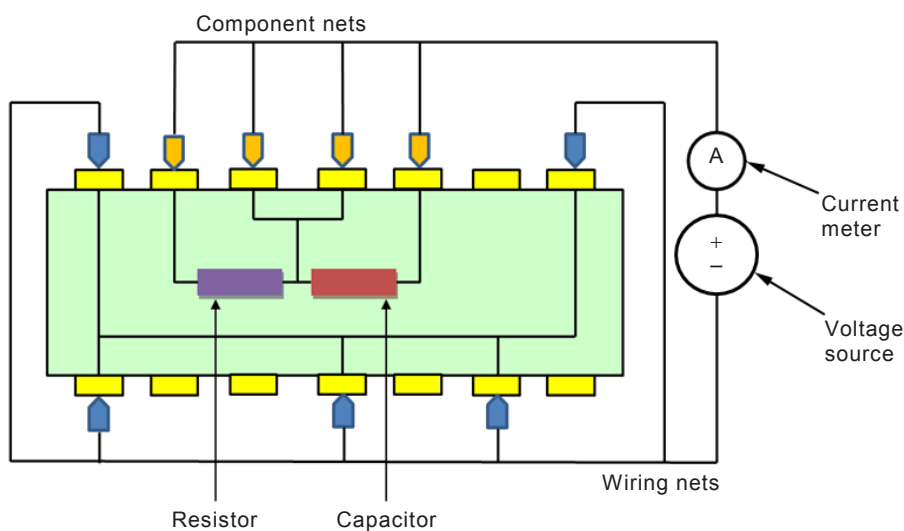 Component nets
A
Current
meter
+
−
Voltage
source
Wiring nets
Resistor
Capacitor